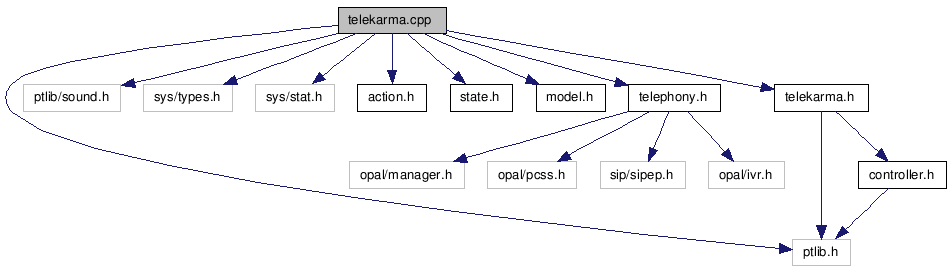 telekarma.cpp
ptlib/sound.h
sys/types.h
sys/stat.h
action.h
state.h
model.h
telephony.h
telekarma.h
opal/manager.h
opal/pcss.h
sip/sipep.h
opal/ivr.h
controller.h
ptlib.h